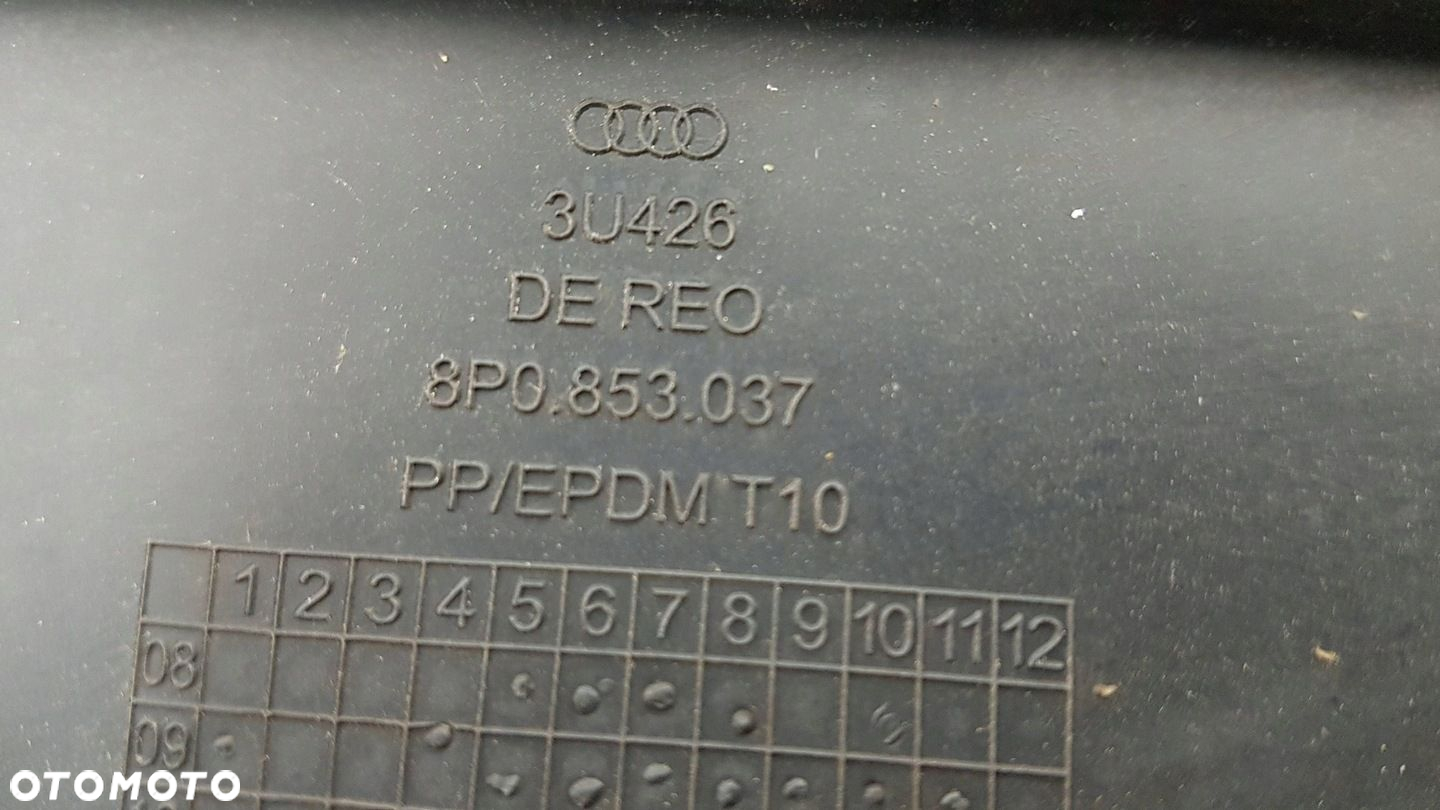 3U426
DE REO
8P0.853.037
PP/EPDM T10
1 2 3 4 5 6 7 8 9 10 11 12
08
09
OTOMOTO